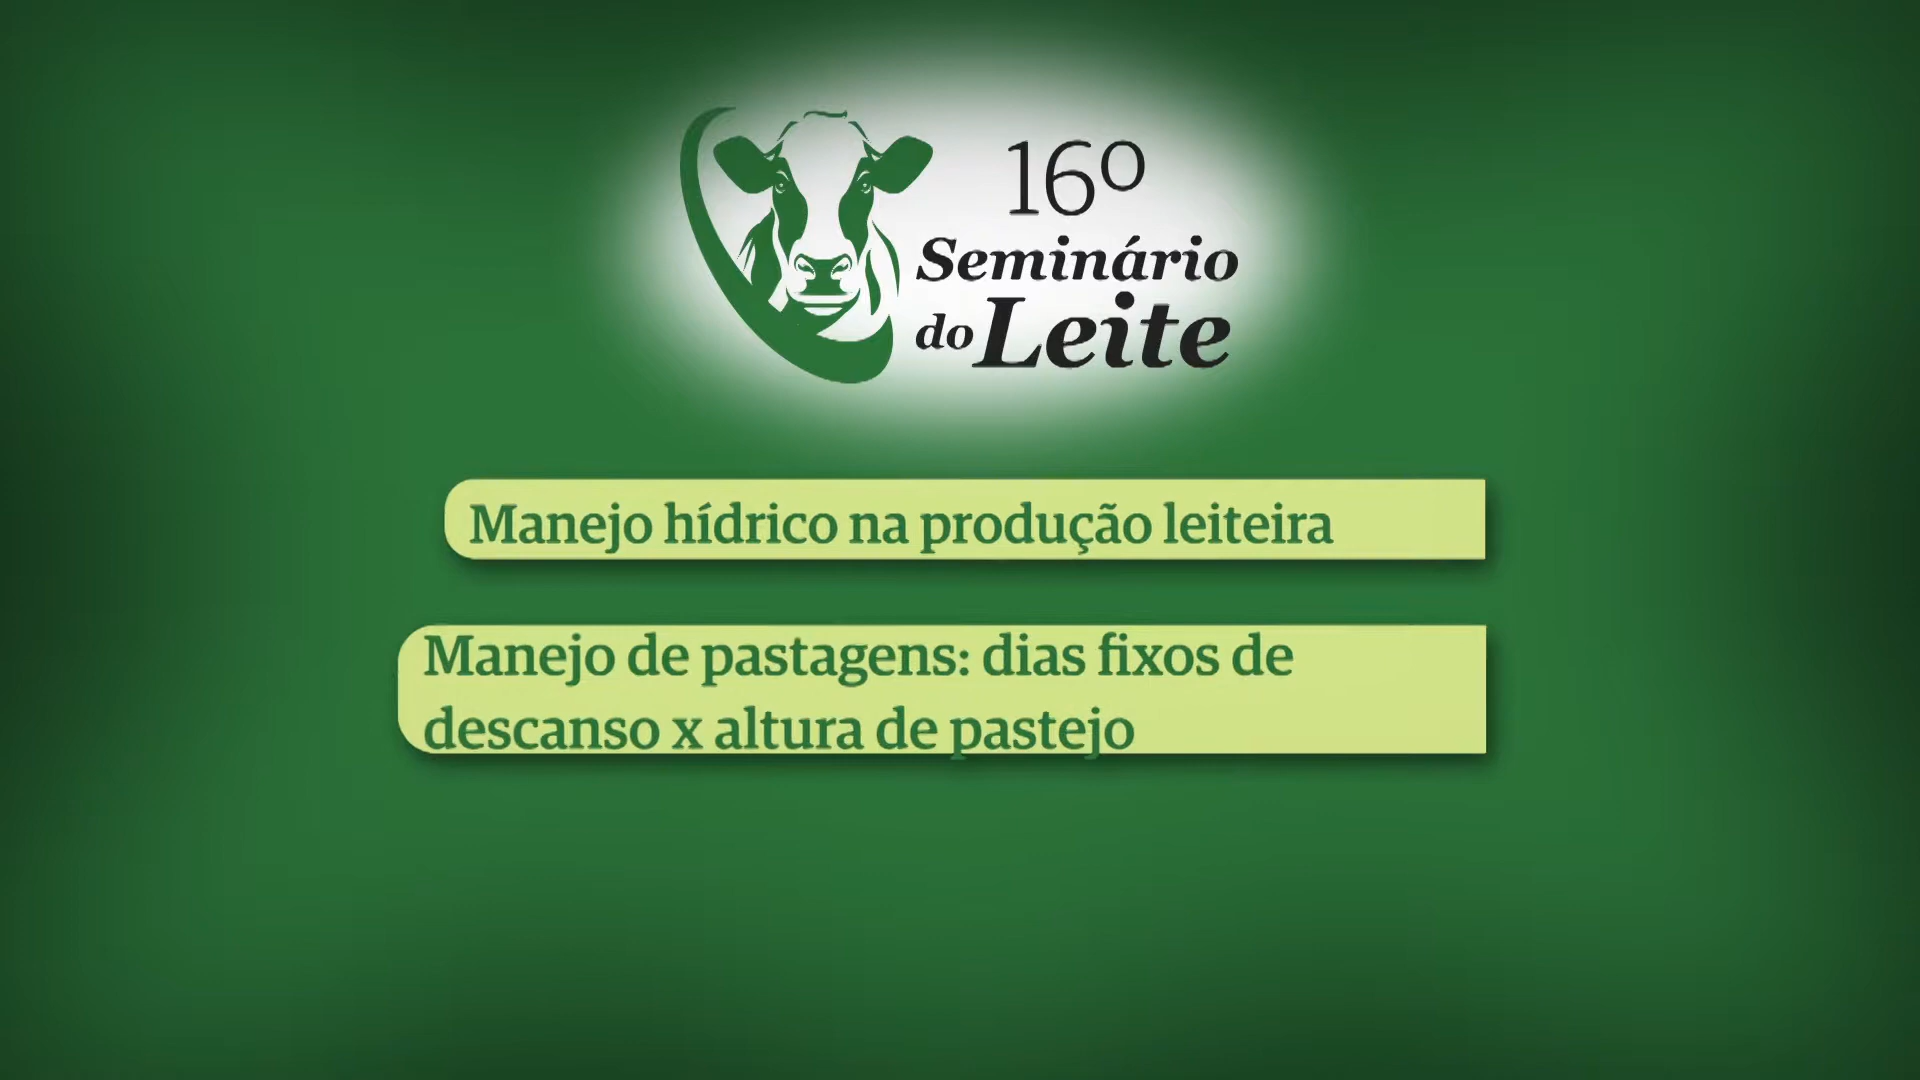 16º
Seminário
do Leite
Manejo hídrico na produção leiteira
Manejo de pastagens: dias fixos de
descanso x altura de pastejo